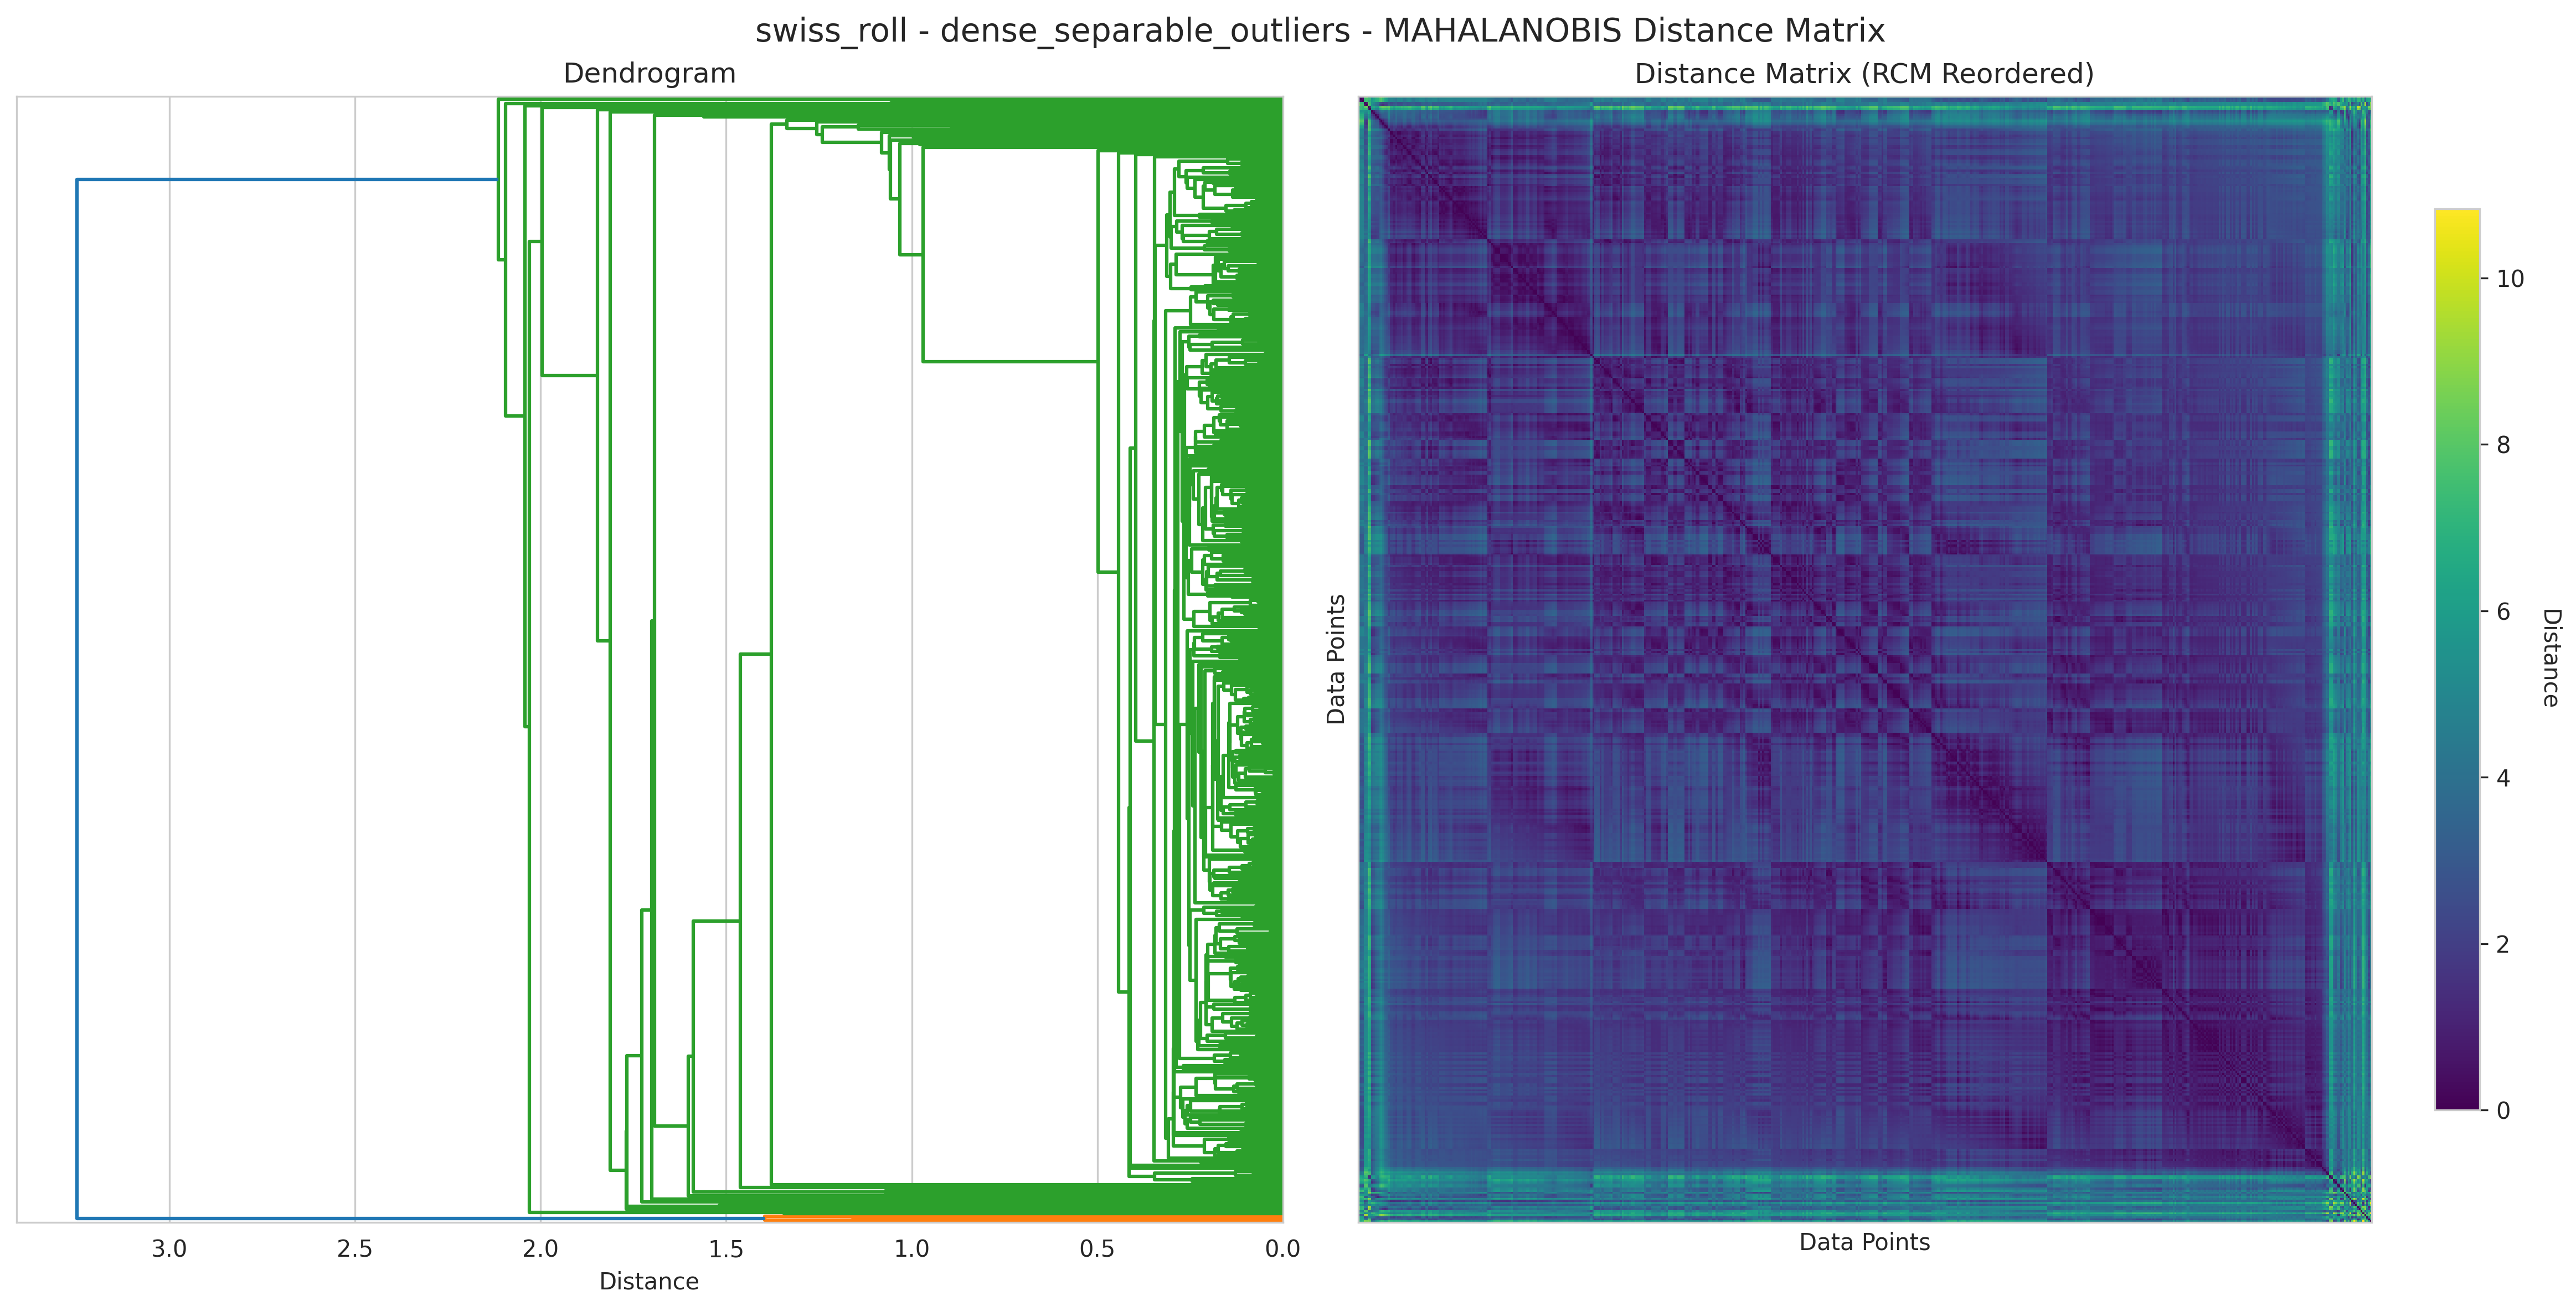 swiss_roll - dense_separable_outliers - MAHALANOBIS Distance Matrix
Dendrogram
Distance Matrix (RCM Reordered)
3.0
2.5
2.0
1.5
1.0
0.5
0.0
Distance
Data Points
Data Points
10
8
6
4
2
0
Distance